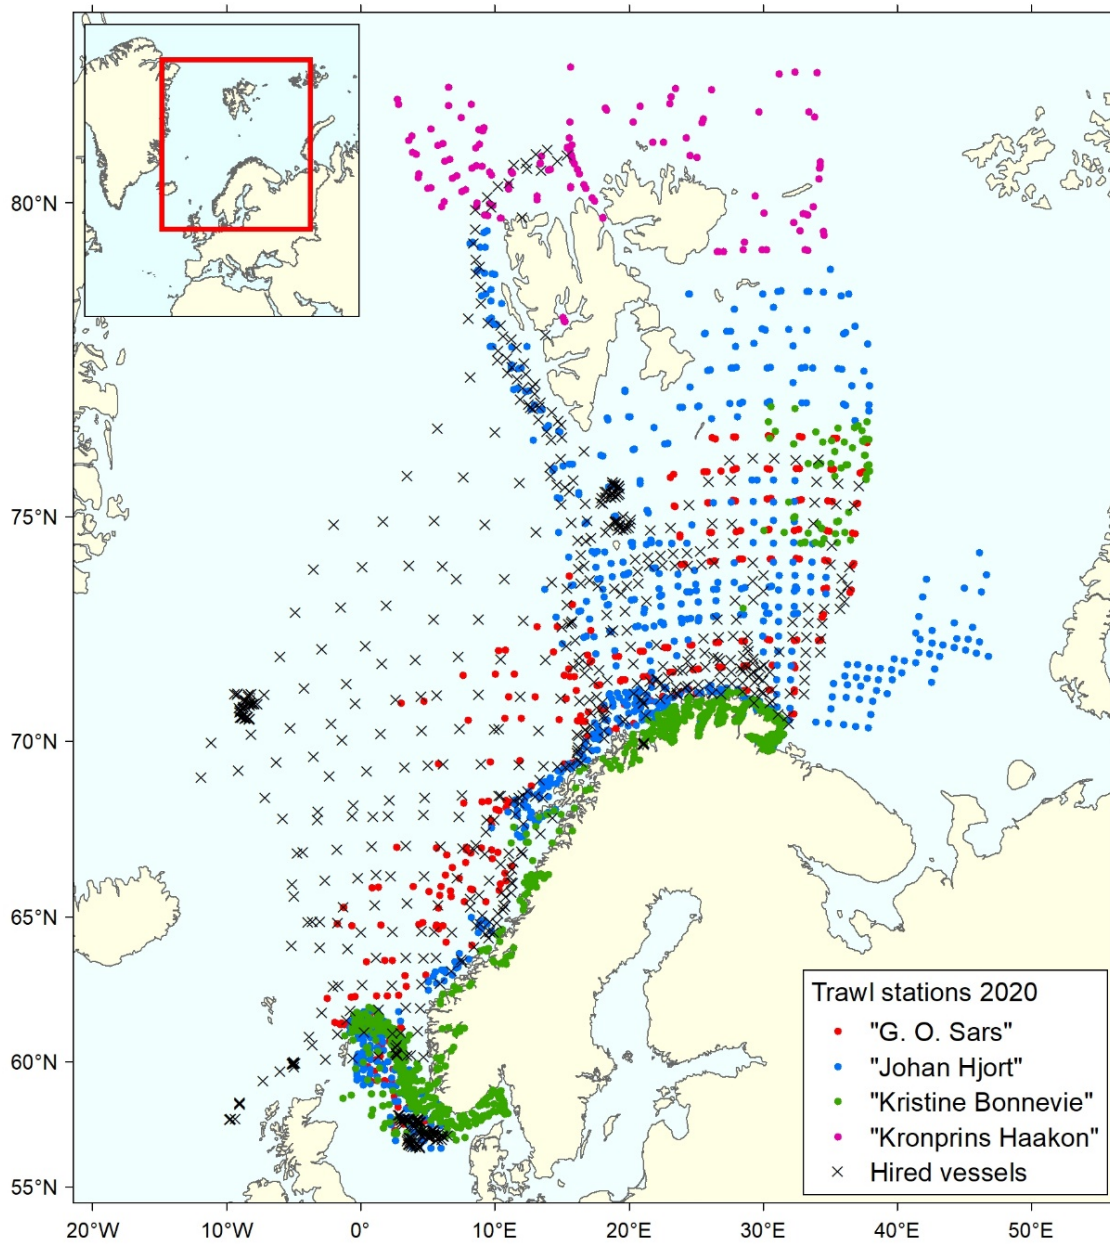 80°N
75°N
70°N
65°N
60°N
55°N
Trawl stations 2020
"G. O. Sars"
"Johan Hjort"
"Kristine Bonnevie"
"Kronprins Haakon"
Hired vessels
20°W 10°W 0° 10°E 20°E 30°E 40°E 50°E